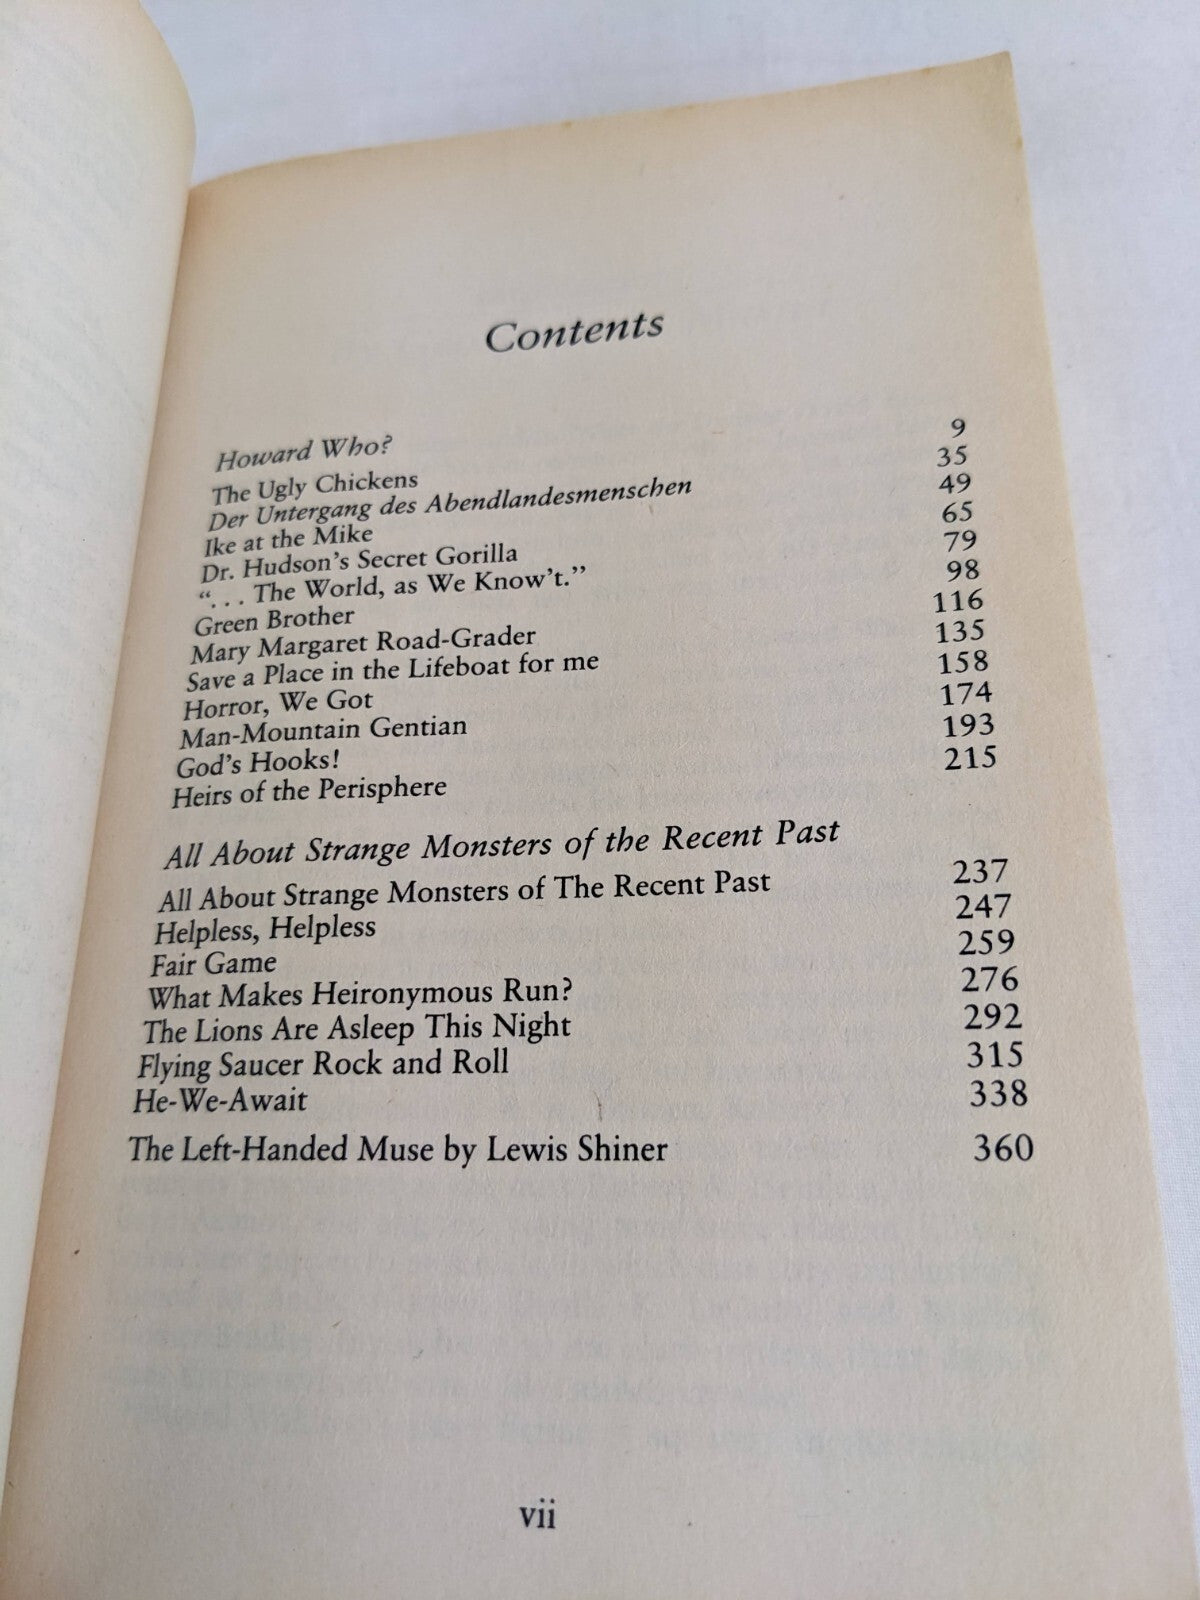 Contents
Howard Who?
The Ugly Chickens 9
Der Untergang des Abendlandesmenschen 35
Ike at the Mike 49
Dr. Hudson's Secret Gorilla 65
“. . . The World, as We Know't.” 79
Green Brother 98
Mary Margaret Road-Grader 116
Save a Place in the Lifeboat for me 135
Horror, We Got 158
Man-Mountain Gentian 174
God's Hooks! 193
Heirs of the Perisphere 215
All About Strange Monsters of the Recent Past
All About Strange Monsters of The Recent Past 237
Helpless, Helpless 247
Fair Game 259
What Makes Heironymous Run? 276
The Lions Are Asleep This Night 292
Flying Saucer Rock and Roll 315
He-We-Await 338
The Left-Handed Muse by Lewis Shiner 360
vii